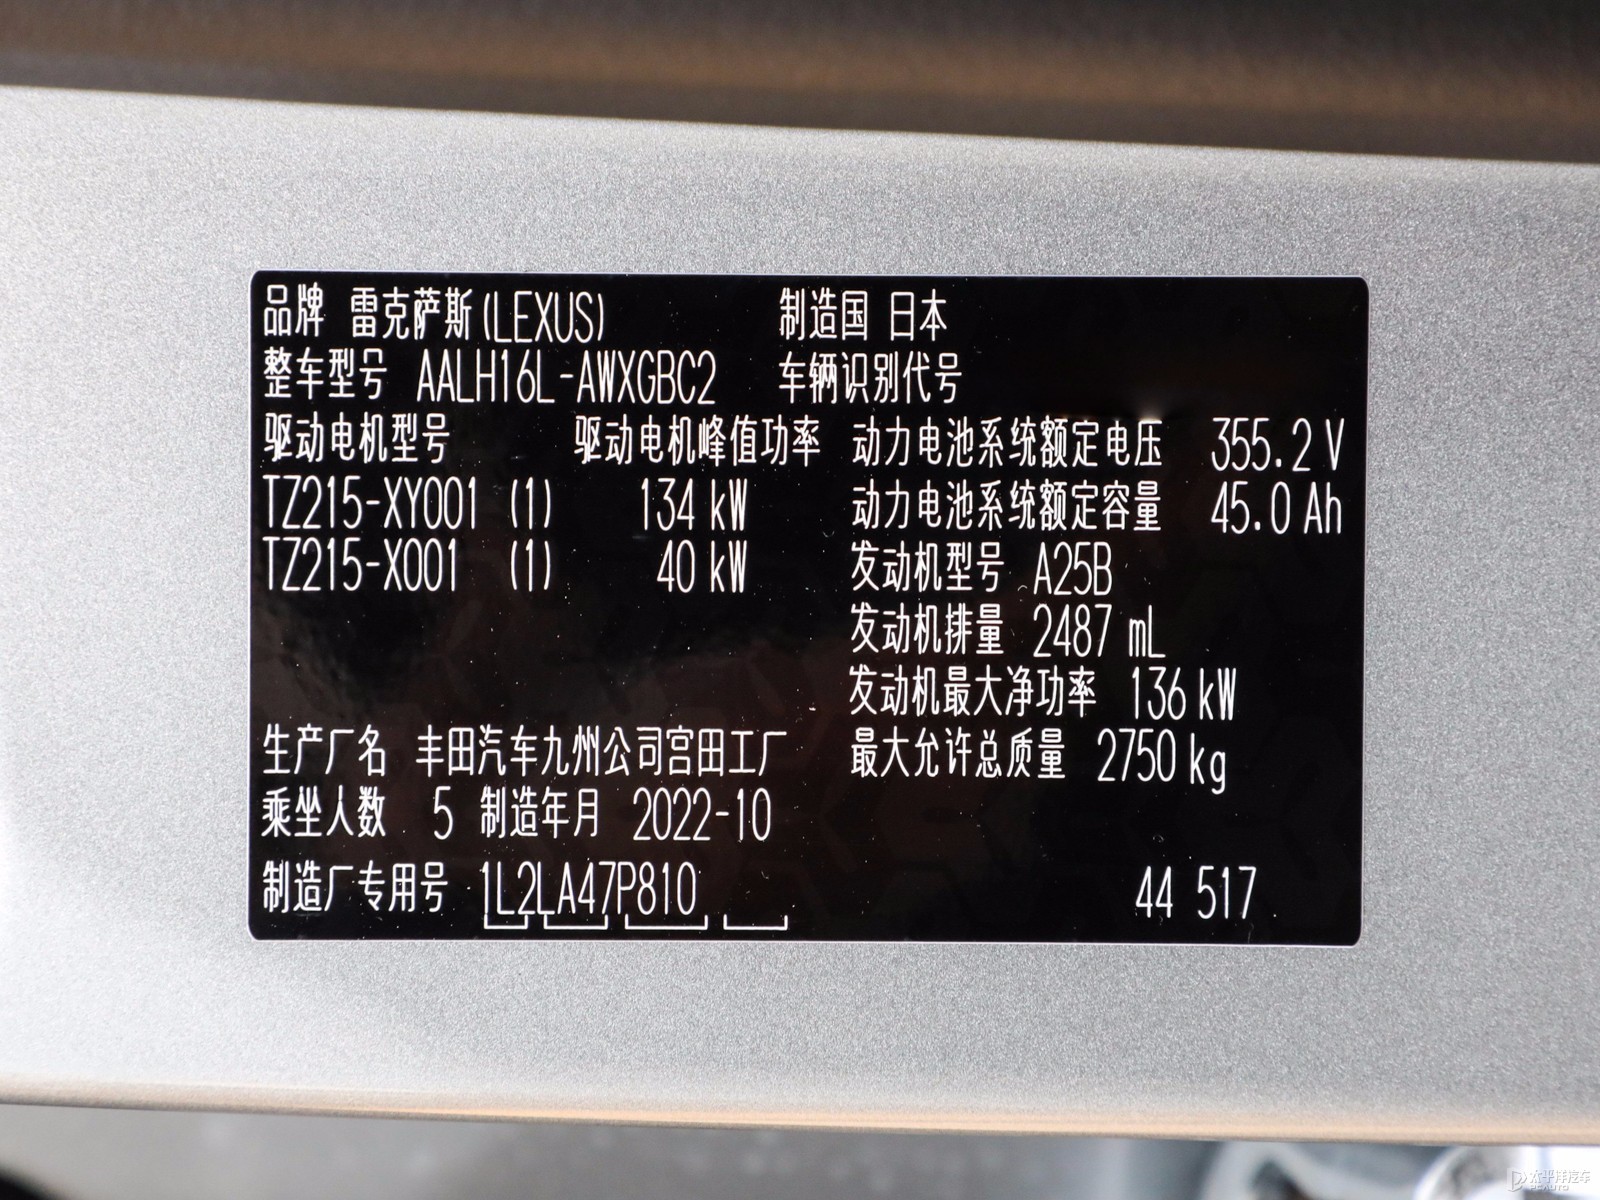 品牌 雷克萨斯(LEXUS) 制造国 日本
整车型号 AALH16L-AWXGBC2 车辆识别代号
驱动电机型号 驱动电机峰值功率 动力电池系统额定电压 355.2 V
TZ215-XY001 (1) 134 kW 动力电池系统额定容量 45.0 Ah
TZ215-X001 (1) 40 kW 发动机型号 A25B
发动机排量 2487 mL
发动机最大净功率 136 kW
生产厂名 丰田汽车九州公司宫田工厂 最大允许总质量 2750 kg
乘坐人数 5 制造年月 2022-10
制造厂专用号 1L2LA47P810 44 517
太平洋汽车